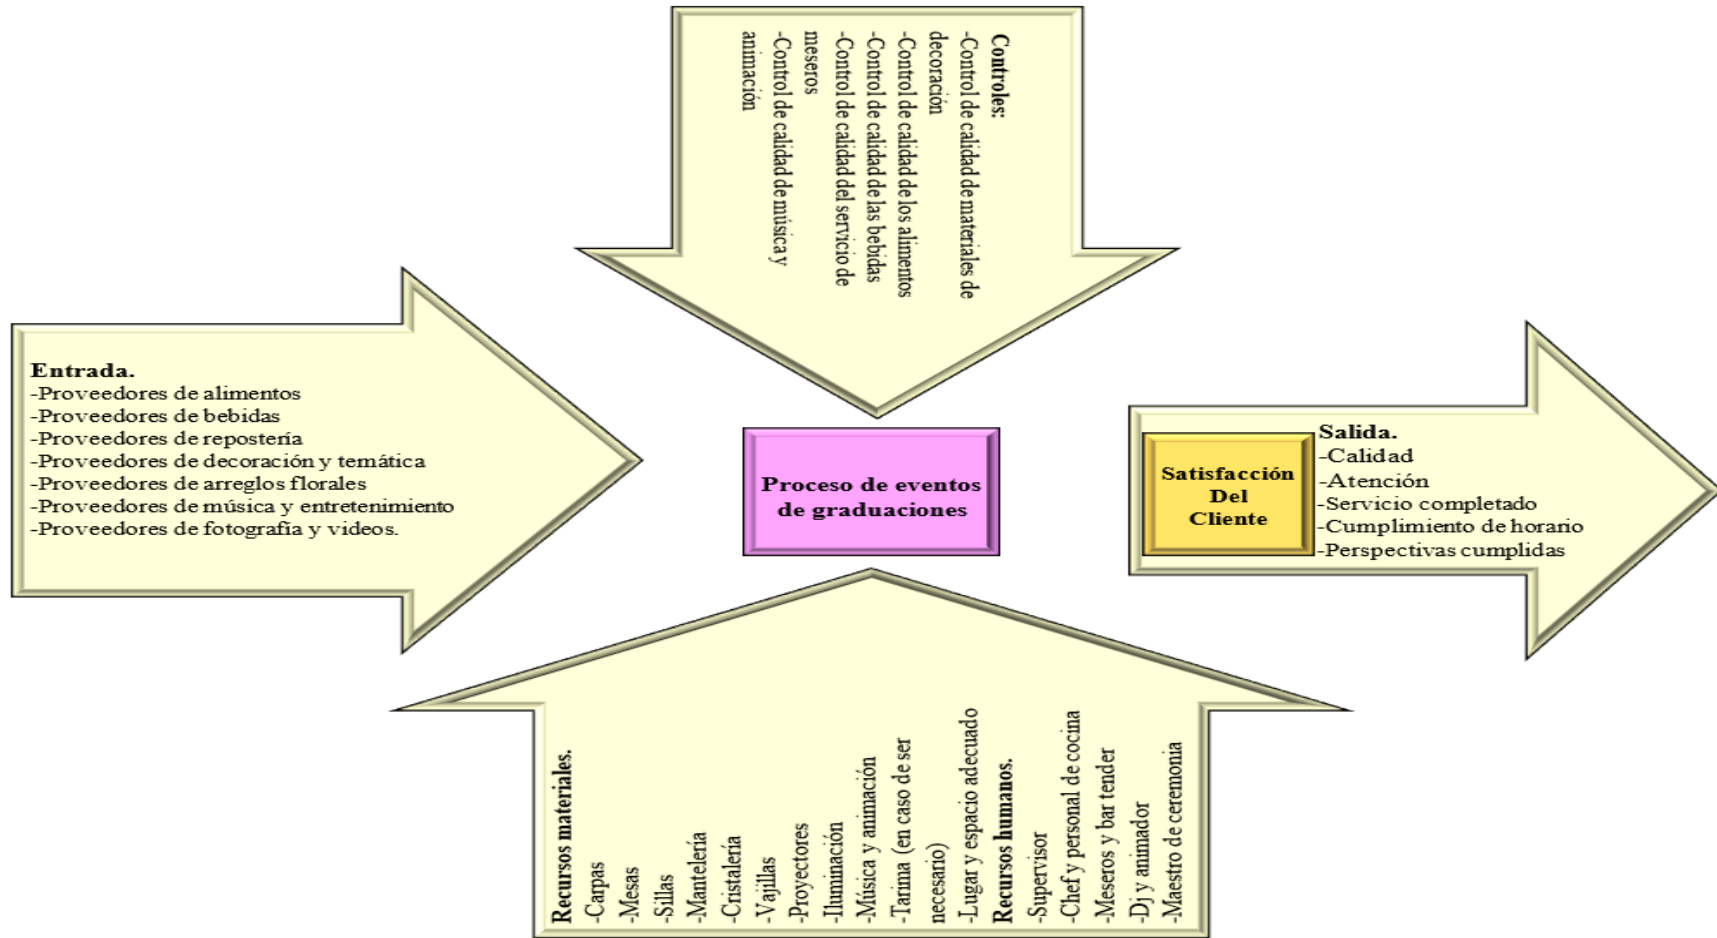 Controles:
-Control de calidad de materiales de
decoración
-Control de calidad de los alimentos
-Control de calidad de las bebidas
-Control de calidad del servicio de
meseros
-Control de calidad de música y
animación
Entrada.
-Proveedores de alimentos
-Proveedores de bebidas
-Proveedores de repostería
-Proveedores de decoración y temática
-Proveedores de arreglos florales
-Proveedores de música y entretenimiento
-Proveedores de fotografía y videos.
Proceso de eventos
de graduaciones
Satisfacción
Del
Cliente
Salida.
-Calidad
-Atención
-Servicio completado
-Cumplimiento de horario
-Perspectivas cumplidas
Recursos materiales.
-Carpas
-Mesas
-Sillas
-Mantelería
-Cristalería
-Vajillas
-Proyectores
-Iluminación
-Música y animación
-Tarima (en caso de ser
necesario)
-Lugar y espacio adecuado
Recursos humanos.
-Supervisor
-Chef y personal de cocina
-Meseros y bar tender
-Dj y animador
-Maestro de ceremonia